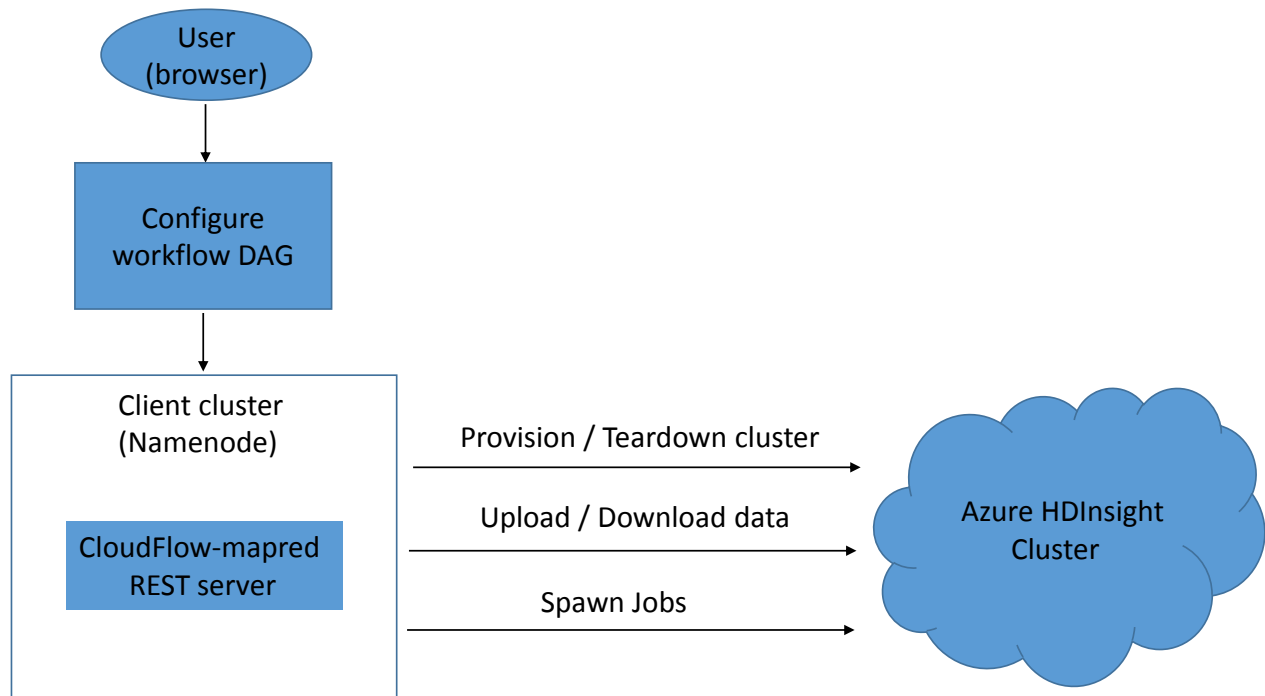 User
(browser)
Configure
workflow DAG
Client cluster
(Namenode)
CloudFlow-mapred
REST server
Provision / Teardown cluster
Upload / Download data
Spawn Jobs
Azure HDInsight
Cluster